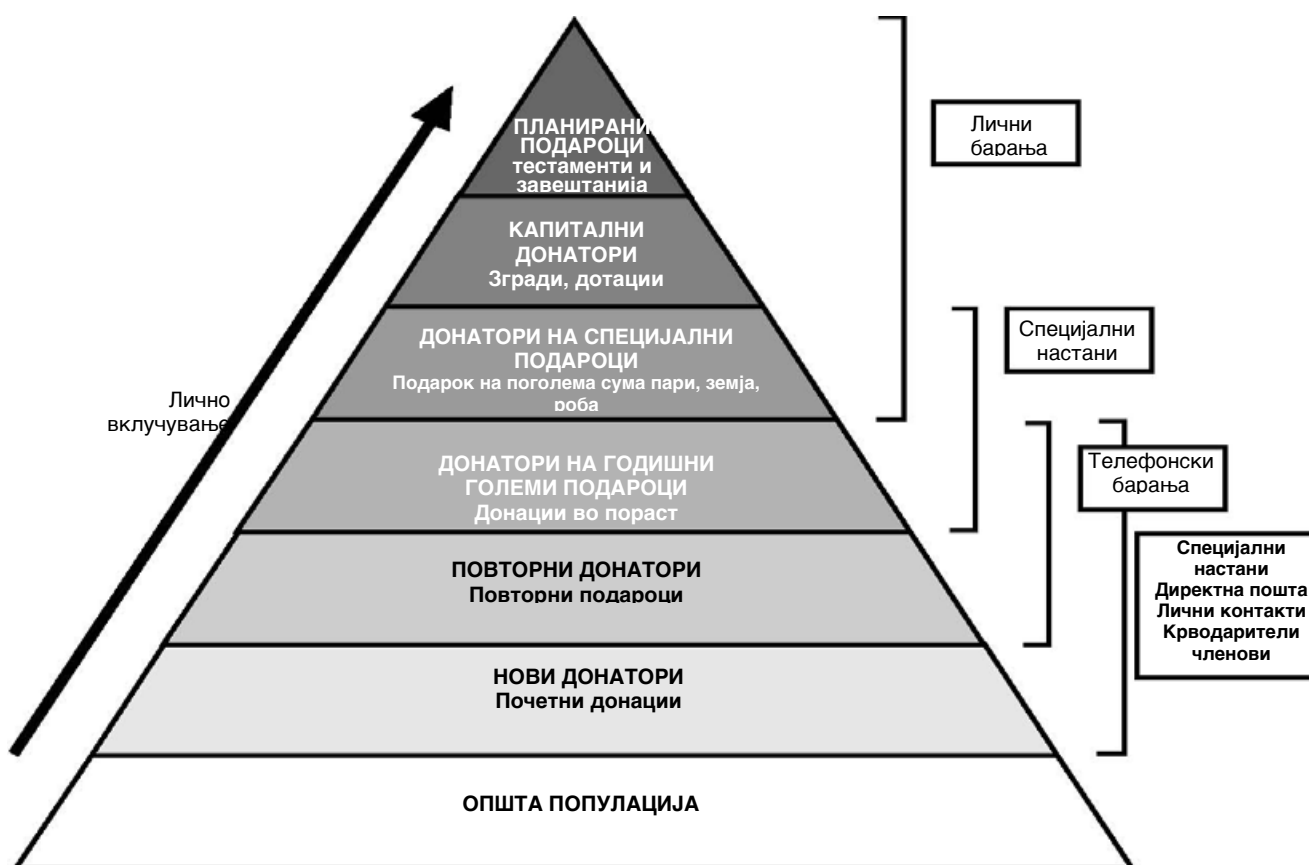 ПЛАНИРАНИ
ПОДАРОЦИ
тестаменти и
завештанија
Лични
барања
КАПИТАЛНИ
ДОНАТОРИ
Згради, дотации
ДОНАТОРИ НА СПЕЦИЈАЛНИ
ПОДАРОЦИ
Подарок на поголема сума пари, земја,
роба
Специјални
настани
Лично
вклучување
ДОНАТОРИ НА ГОДИШНИ
ГОЛЕМИ ПОДАРОЦИ
Донации во пораст
Телефонски
барања
ПОВТОРНИ ДОНАТОРИ
Повторни подароци
Специјални
настани
Директна пошта
Лични контакти
Крводарители
членови
НОВИ ДОНАТОРИ
Почетни донации
ОПШТА ПОПУЛАЦИЈА